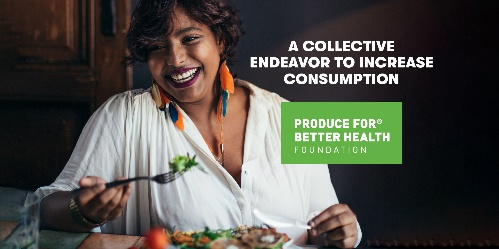 A COLLECTIVE
ENDEAVOR TO INCREASE
CONSUMPTION
PRODUCE FOR®
BETTER HEALTH
FOUNDATION